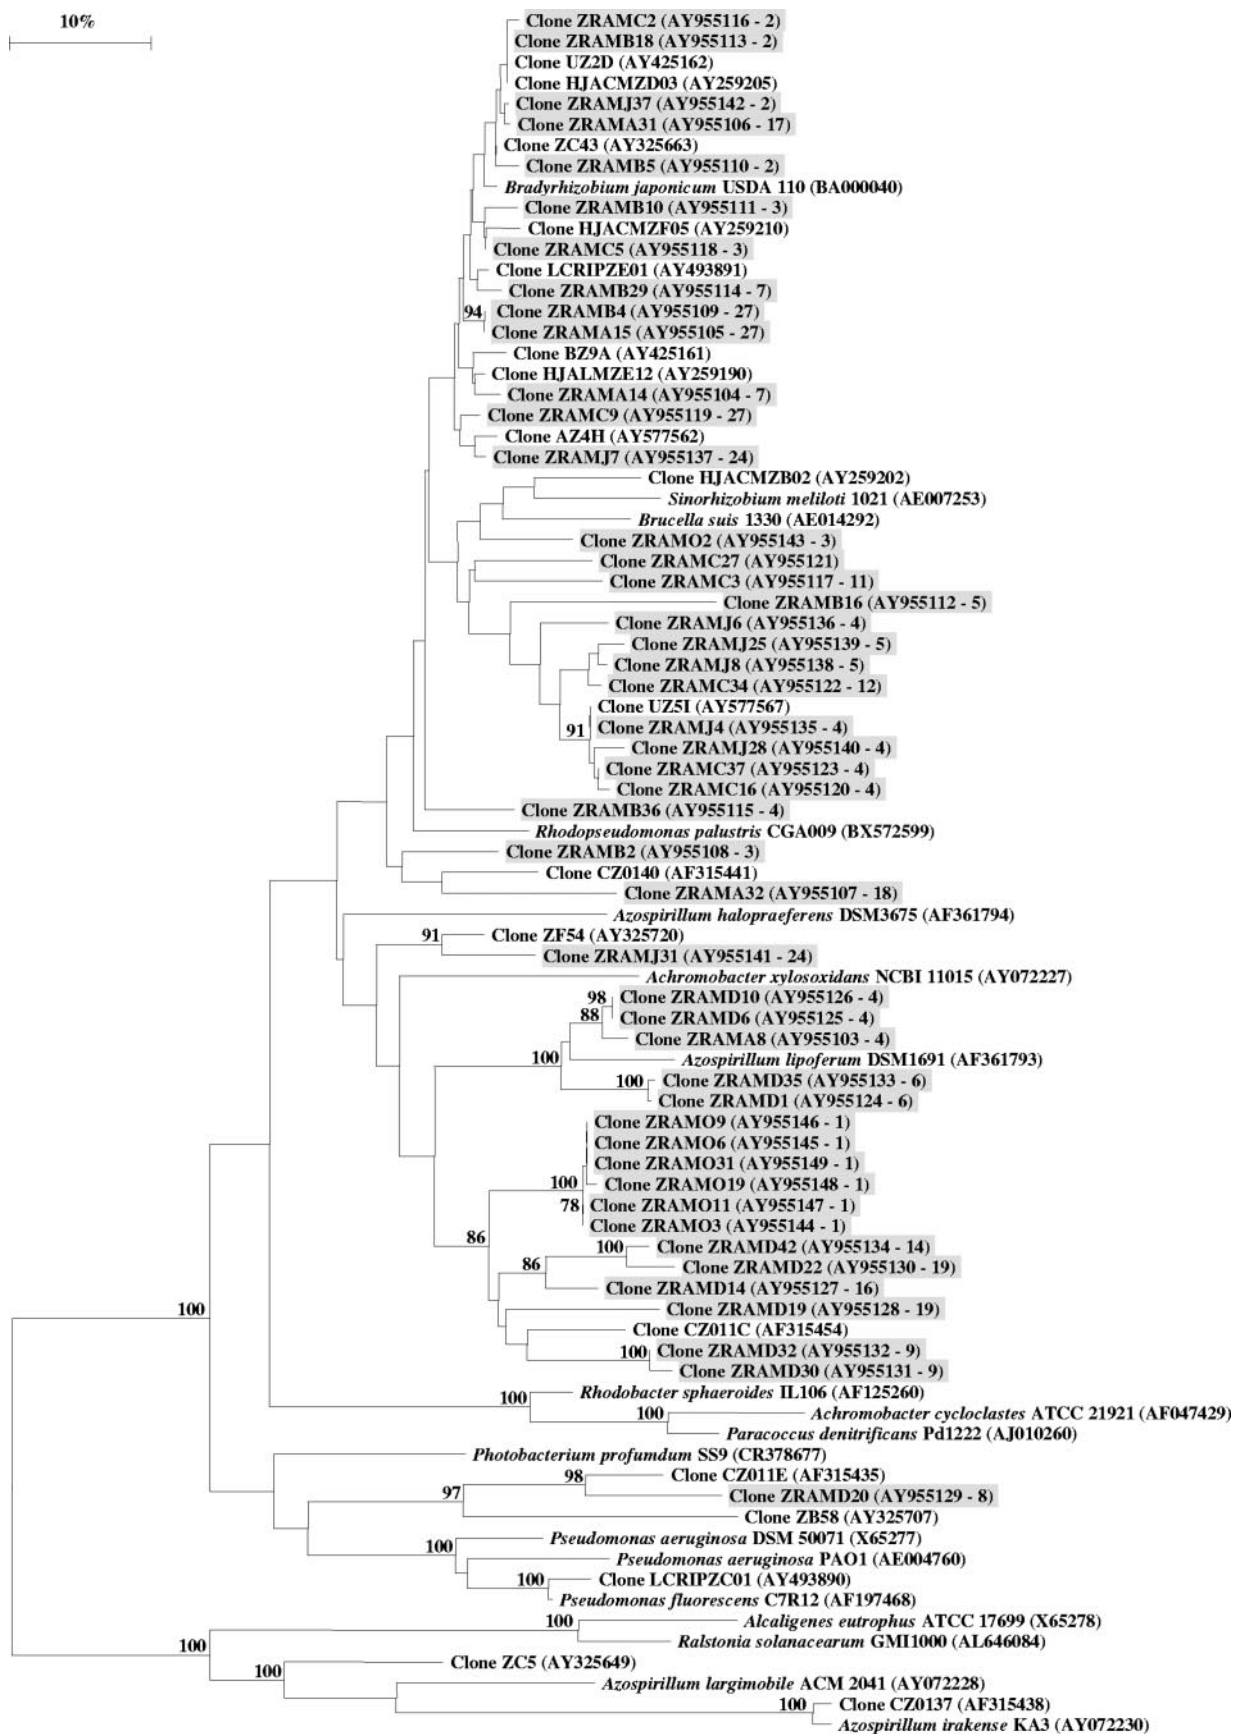 10%
Clone ZRAMC2 (AY955116 - 2)
Clone ZRAMB18 (AY955113 - 2)
Clone UZ2D (AY425162)
Clone HJACMZD03 (AY259205)
Clone ZRAMJ37 (AY955142 - 2)
Clone ZRAMA31 (AY955106 - 17)
Clone ZC43 (AY325663)
Clone ZRAMB5 (AY955110 - 2)
Bradyrhizobium japonicum USDA 110 (BA000040)
Clone ZRAMB10 (AY955111 - 3)
Clone HJACMZF05 (AY259210)
Clone ZRAMC5 (AY955118 - 3)
Clone LCRIPZE01 (AY493891)
Clone ZRAMB29 (AY955114 - 7)
94 Clone ZRAMB4 (AY955109 - 27)
Clone ZRAMA15 (AY955105 - 27)
Clone BZ9A (AY425161)
Clone HJALMZE12 (AY259190)
Clone ZRAMA14 (AY955104 - 7)
Clone ZRAMC9 (AY955119 - 27)
Clone AZ4H (AY577562)
Clone ZRAMJ7 (AY955137 - 24)
Clone HJACMZB02 (AY259202)
Sinorhizobium meliloti 1021 (AE007253)
Brucella suis 1330 (AE014292)
Clone ZRAMO2 (AY955143 - 3)
Clone ZRAMC27 (AY955121)
Clone ZRAMC3 (AY955117 - 11)
Clone ZRAMB16 (AY955112 - 5)
Clone ZRAMJ6 (AY955136 - 4)
Clone ZRAMJ25 (AY955139 - 5)
Clone ZRAMJ8 (AY955138 - 5)
Clone ZRAMC34 (AY955122 - 12)
Clone UZ5I (AY577567)
91 Clone ZRAMJ4 (AY955135 - 4)
Clone ZRAMJ28 (AY955140 - 4)
Clone ZRAMC37 (AY955123 - 4)
Clone ZRAMC16 (AY955120 - 4)
Clone ZRAMB36 (AY955115 - 4)
Rhodopseudomonas palustris CGA009 (BX572599)
Clone ZRAMB2 (AY955108 - 3)
Clone CZ0140 (AF315441)
Clone ZRAMA32 (AY955107 - 18)
Azospirillum halopraeferens DSM3675 (AF361794)
91 Clone ZF54 (AY325720)
Clone ZRAMJ31 (AY955141 - 24)
Achromobacter xylosoxidans NCBI 11015 (AY072227)
98 Clone ZRAMD10 (AY955126 - 4)
88 Clone ZRAMD6 (AY955125 - 4)
Clone ZRAMA8 (AY955103 - 4)
100 Azospirillum lipoferum DSM1691 (AF361793)
100 Clone ZRAMD35 (AY955133 - 6)
Clone ZRAMD1 (AY955124 - 6)
Clone ZRAMO9 (AY955146 - 1)
Clone ZRAMO6 (AY955145 - 1)
Clone ZRAMO31 (AY955149 - 1)
100 Clone ZRAMO19 (AY955148 - 1)
78 Clone ZRAMO11 (AY955147 - 1)
Clone ZRAMO3 (AY955144 - 1)
86 100 Clone ZRAMD42 (AY955134 - 14)
86 Clone ZRAMD22 (AY955130 - 19)
Clone ZRAMD14 (AY955127 - 16)
Clone ZRAMD19 (AY955128 - 19)
100 Clone CZ011C (AF315454)
100 Clone ZRAMD32 (AY955132 - 9)
Clone ZRAMD30 (AY955131 - 9)
100 Rhodobacter sphaeroides IL106 (AF125260)
100 Achromobacter cycloclastes ATCC 21921 (AF047429)
Paracoccus denitrificans Pd1222 (AJ010260)
Photobacterium profumdum SS9 (CR378677)
98 Clone CZ011E (AF315435)
97 Clone ZRAMD20 (AY955129 - 8)
Clone ZB58 (AY325707)
100 Pseudomonas aeruginosa DSM 50071 (X65277)
Pseudomonas aeruginosa PAO1 (AE004760)
100 Clone LCRIPZC01 (AY493890)
Pseudomonas fluorescens C7R12 (AF197468)
100 Alcaligenes eutrophus ATCC 17699 (X65278)
100 Ralstonia solanacearum GMI1000 (AL646084)
100 Clone ZC5 (AY325649)
Azospirillum largimobile ACM 2041 (AY072228)
100 Clone CZ0137 (AF315438)
Azospirillum irakense KA3 (AY072230)